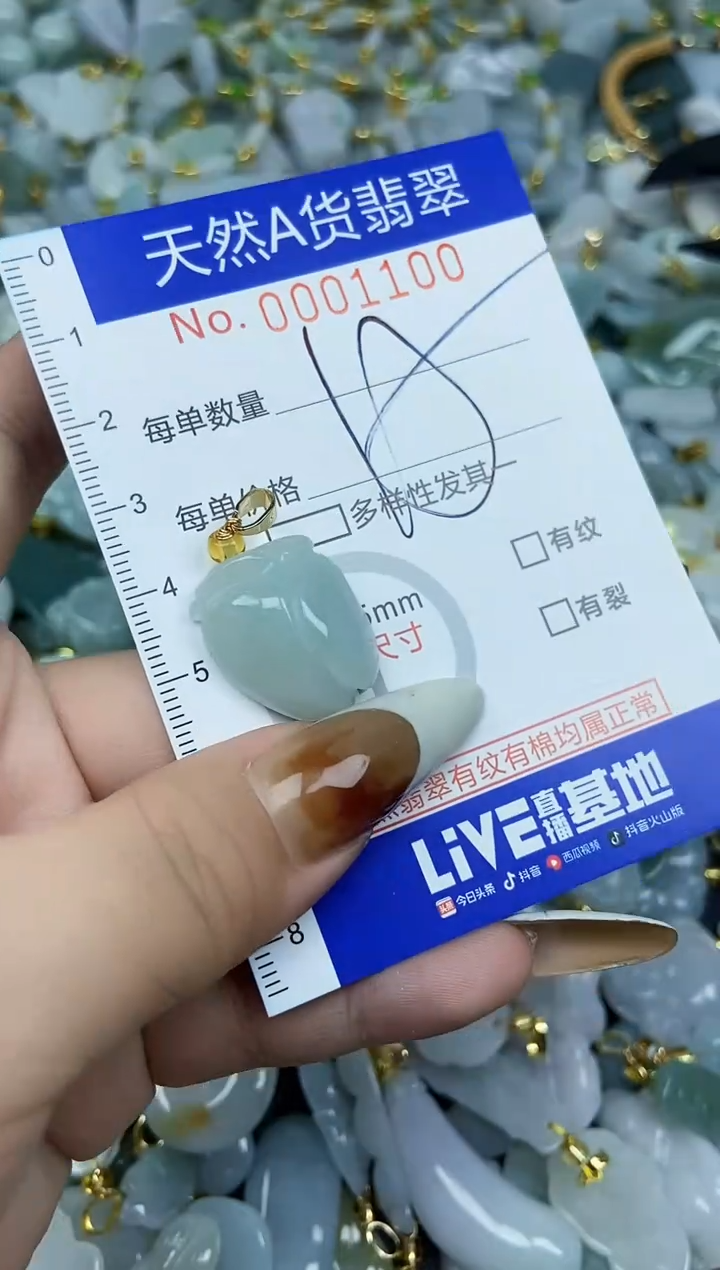 天然A货翡翠
No. 0001100
每单数量
每单价格
多样性发其一
有纹
有裂
5mm
尺寸
翡翠有纹有棉均属正常
LIVE直播基地
头条 今日头条 抖音 西瓜视频 抖音火山版
0
1
2
3
4
5
8